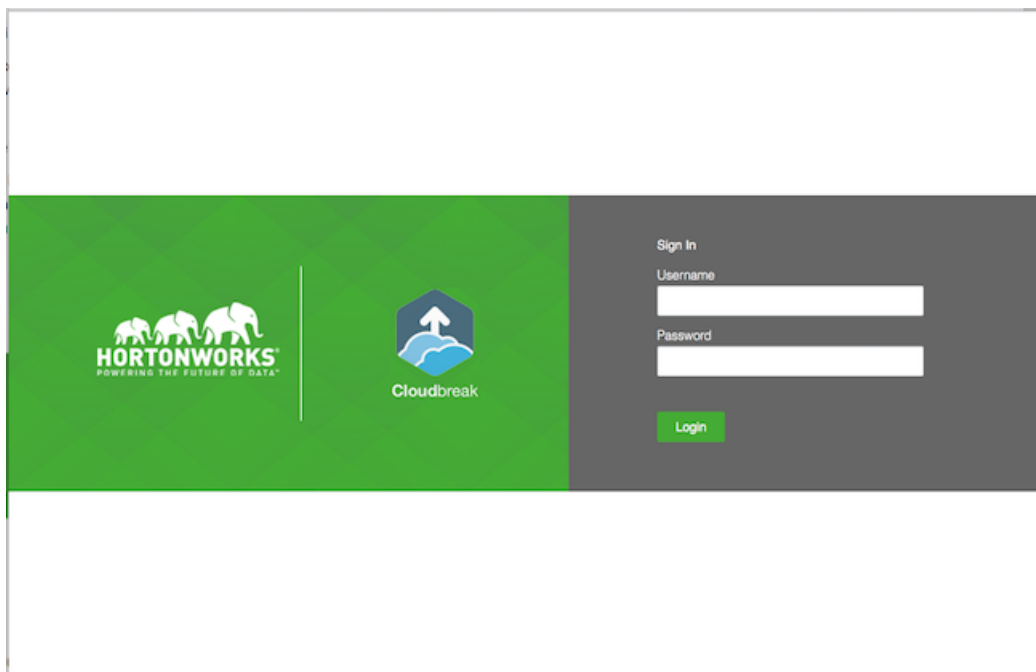 HORTONWORKS®
POWERING THE FUTURE OF DATA™
Cloudbreak
Sign In
Username
Password
Login